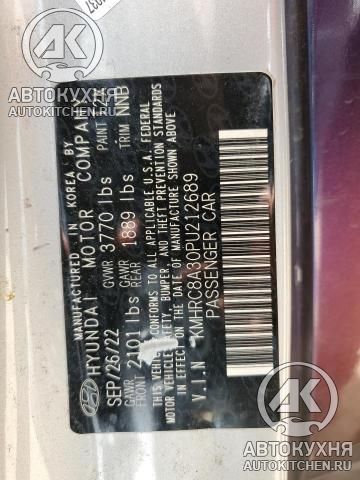 MANUFACTURED IN KOREA BY
HYUNDAI MOTOR COMPANY
SEP/26/22 GVWR 3770 lbs PAINT
GAWR FRONT 2101 lbs GAWR REAR 1889 lbs TRIM NNB
THIS VEHICLE CONFORMS TO ALL APPLICABLE U.S.A. FEDERAL
MOTOR VEHICLE SAFETY, BUMPER, AND THEFT PREVENTION STANDARDS
IN EFFECT ON THE DATE OF MANUFACTURE SHOWN ABOVE.
V.I.N KMHRC8A30PU212689
PASSENGER CAR
АК
АВТОКУХНЯ
AUTOKITCHEN.RU
АК
АВТОКУХНЯ
AUTOKITCHEN.RU